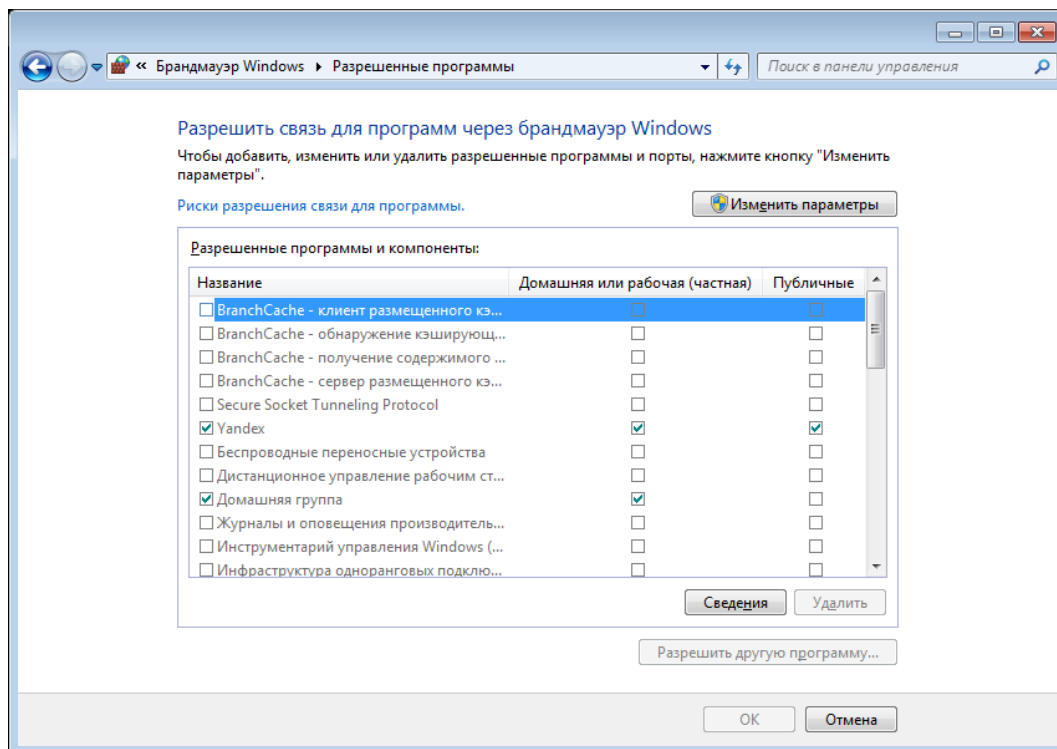 « Брандмауэр Windows Разрешенные программы
Поиск в панели управления
Разрешить связь для программ через брандмауэр Windows
Чтобы добавить, изменить или удалить разрешенные программы и порты, нажмите кнопку "Изменить
параметры".
Риски разрешения связи для программы.
Изменить параметры
Разрешенные программы и компоненты:
Название Домашняя или рабочая (частная) Публичные
BranchCache - клиент размещенного кэ...
BranchCache - обнаружение кэширующ...
BranchCache - получение содержимого ...
BranchCache - сервер размещенного кэ...
Secure Socket Tunneling Protocol
Yandex
Беспроводные переносные устройства
Дистанционное управление рабочим ст...
Домашняя группа
Журналы и оповещения производитель...
Инструментарий управления Windows (...
Инфраструктура одноранговых подклю...
Сведения Удалить
Разрешить другую программу...
ОК Отмена